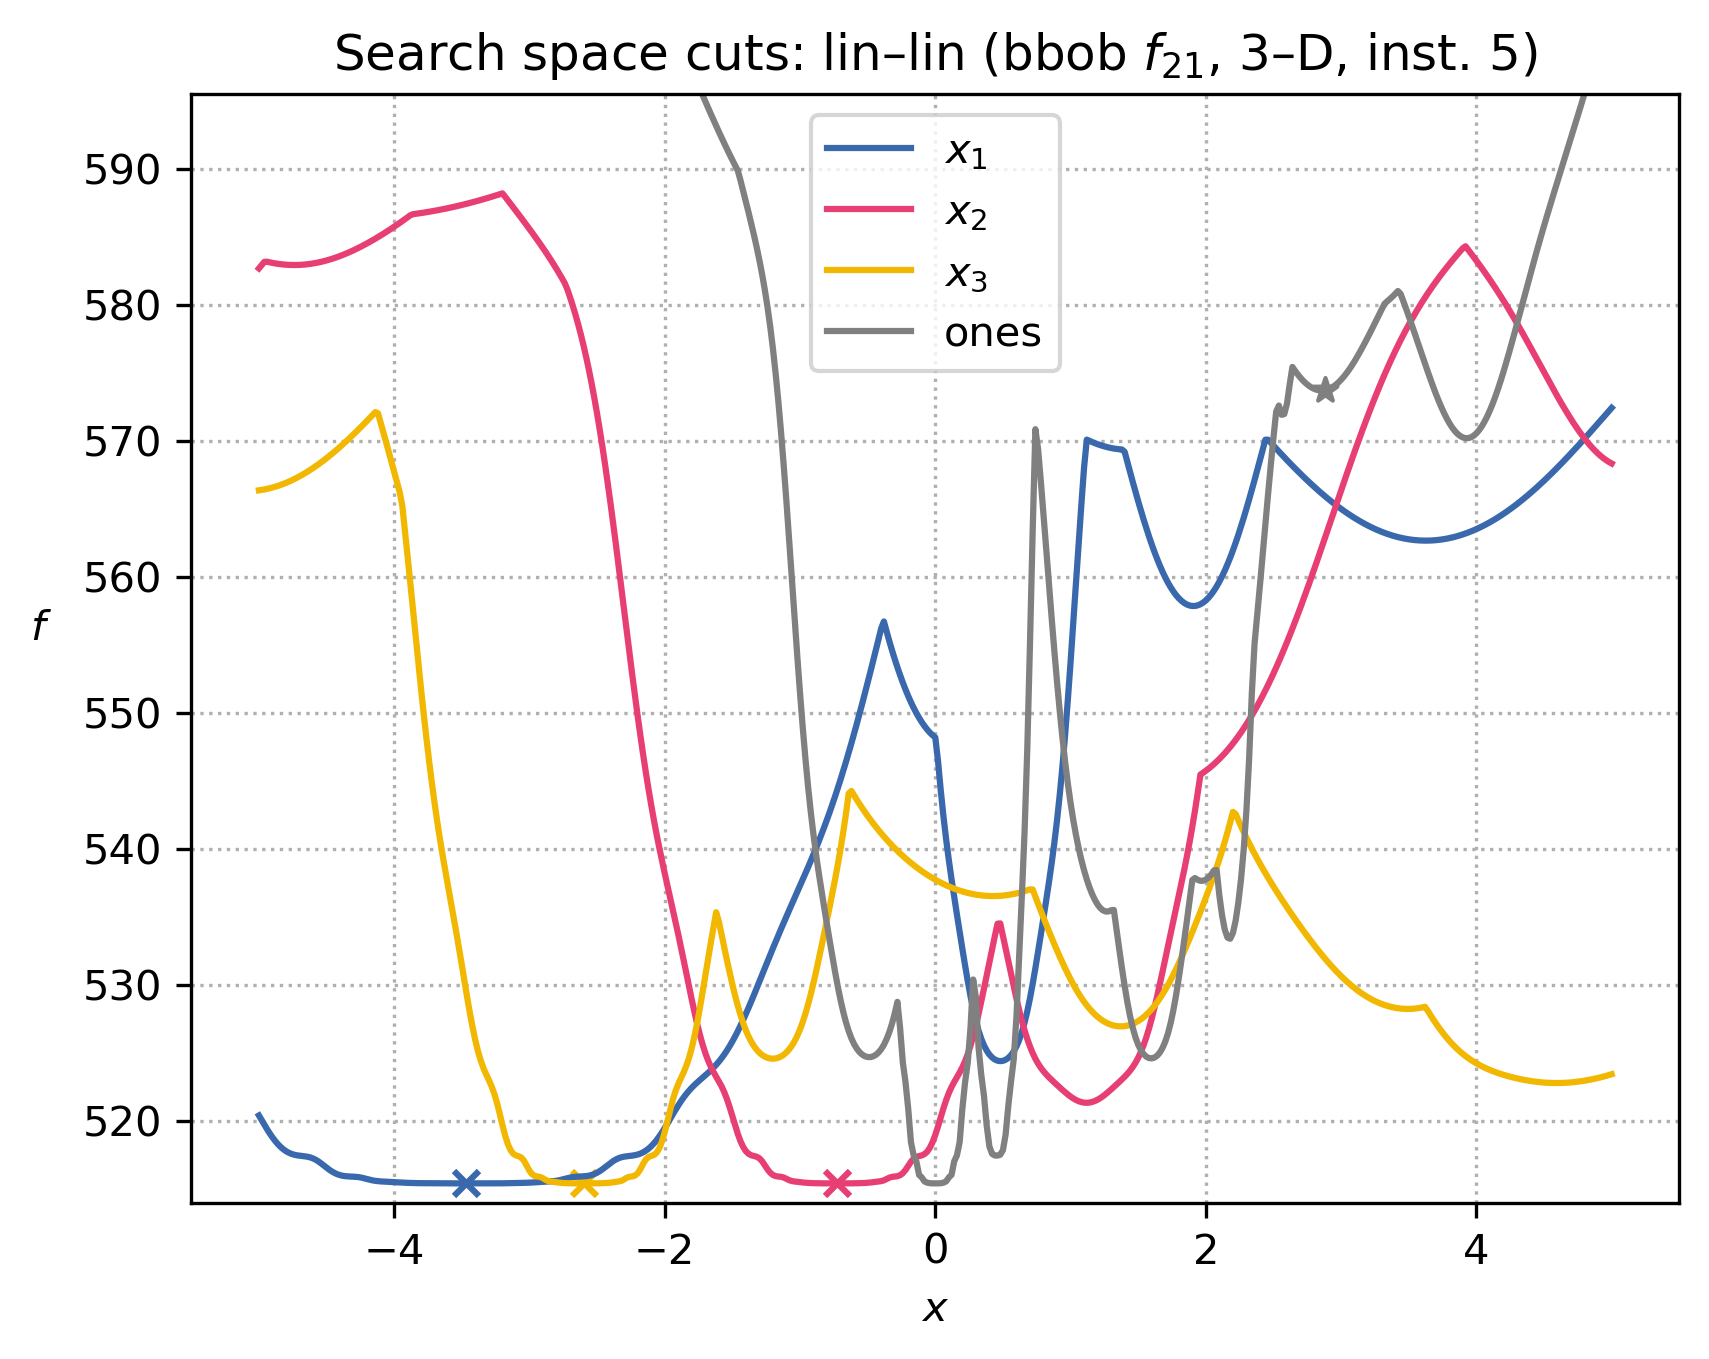 Search space cuts: lin–lin (bbob f₂₁, 3–D, inst. 5)
x₁
x₂
x₃
ones
590
580
570
560
550
540
530
520
f
−4 −2 0 2 4
x